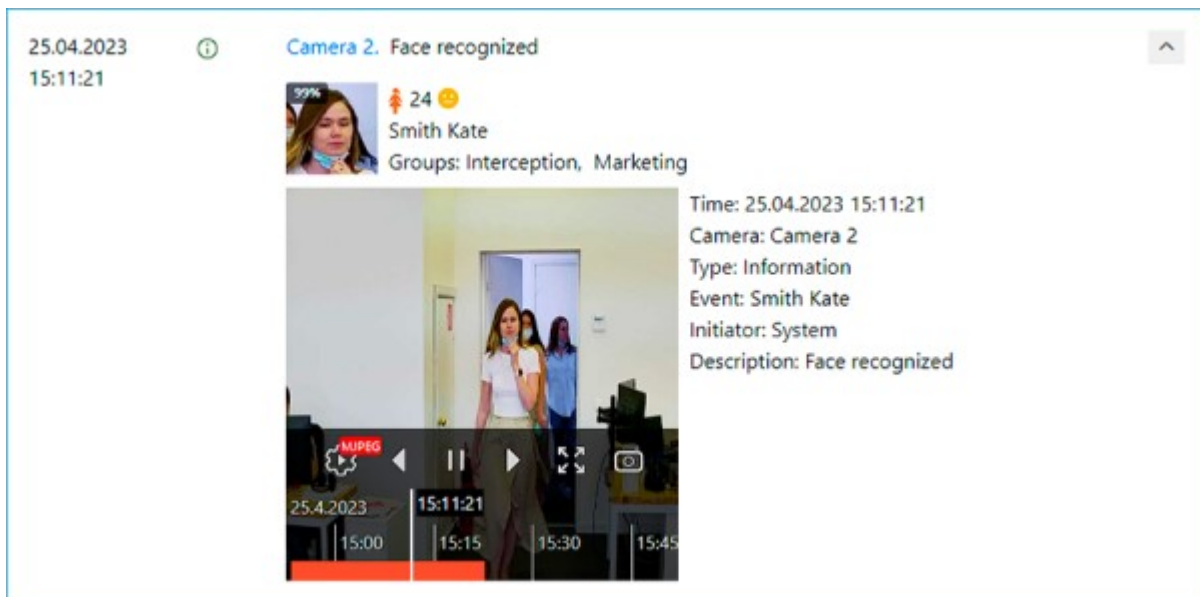 25.04.2023
15:11:21
Camera 2. Face recognized
99%
24
Smith Kate
Groups: Interception, Marketing
Time: 25.04.2023 15:11:21
Camera: Camera 2
Type: Information
Event: Smith Kate
Initiator: System
Description: Face recognized
MJPEG
25.4.2023
15:11:21
15:00
15:15
15:30
15:45